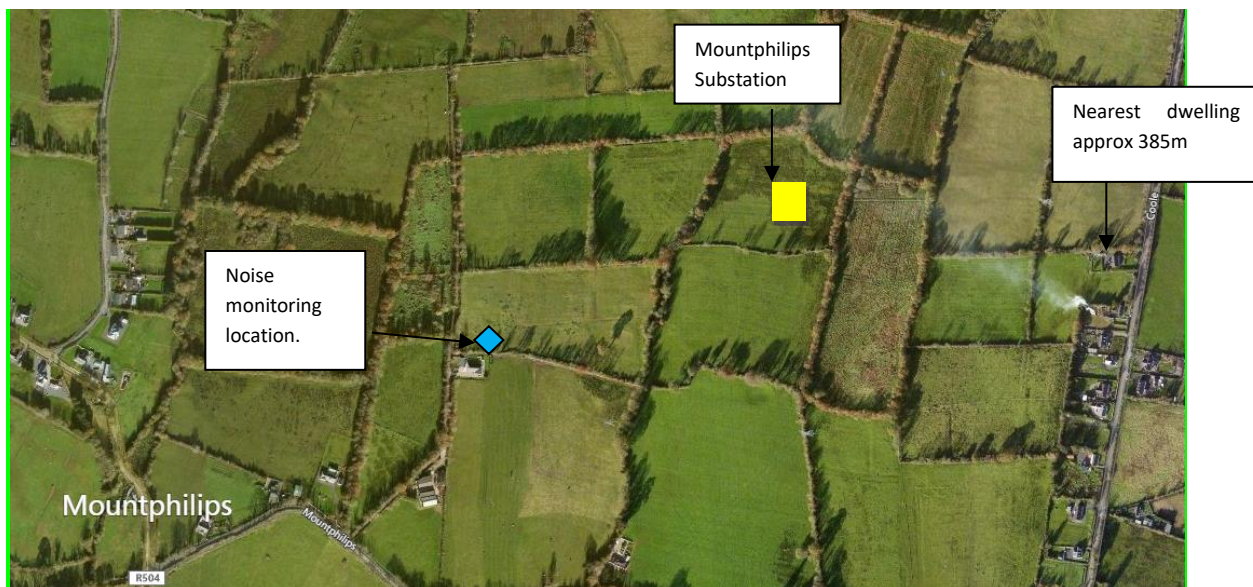 Mountphilips
Substation
Nearest dwelling
approx 385m
Coole
Noise
monitoring
location.
Mountphilips
Mountphilips
R504